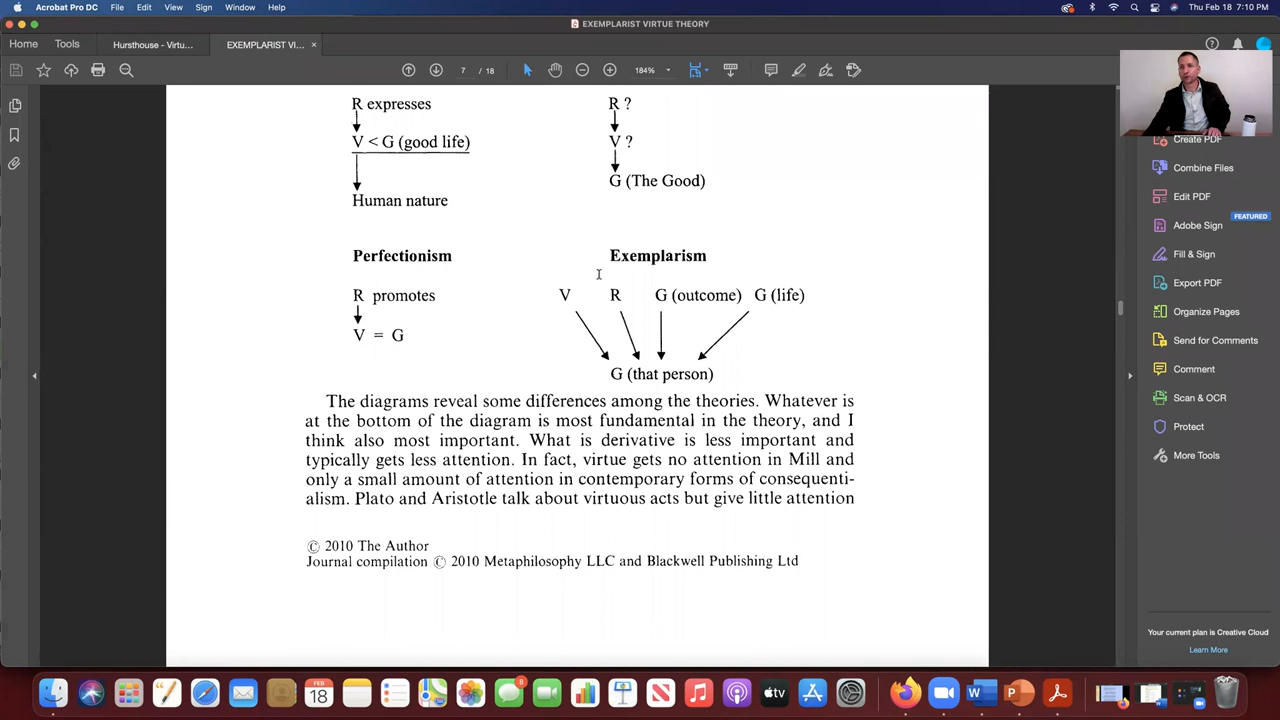 Acrobat Pro DC File Edit View Sign Window Help Thu Feb 18 7:10 PM
EXEMPLARIST VIRTUE THEORY
Home Tools Hursthouse - Virtu... EXEMPLARIST VI... ×
7 / 18 184%
R expresses R ?
V < G (good life) V ?
G (The Good)
Human nature
Perfectionism Exemplarism
R promotes V R G (outcome) G (life)
V = G
G (that person)
The diagrams reveal some differences among the theories. Whatever is
at the bottom of the diagram is most fundamental in the theory, and I
think also most important. What is derivative is less important and
typically gets less attention. In fact, virtue gets no attention in Mill and
only a small amount of attention in contemporary forms of consequenti-
alism. Plato and Aristotle talk about virtuous acts but give little attention
© 2010 The Author
Journal compilation © 2010 Metaphilosophy LLC and Blackwell Publishing Ltd
Create PDF
Combine Files
Edit PDF
FEATURED
Adobe Sign
Fill & Sign
Export PDF
Organize Pages
Send for Comments
Comment
Scan & OCR
Protect
More Tools
Your current plan is Creative Cloud
Learn More
FEB
18
8
tv